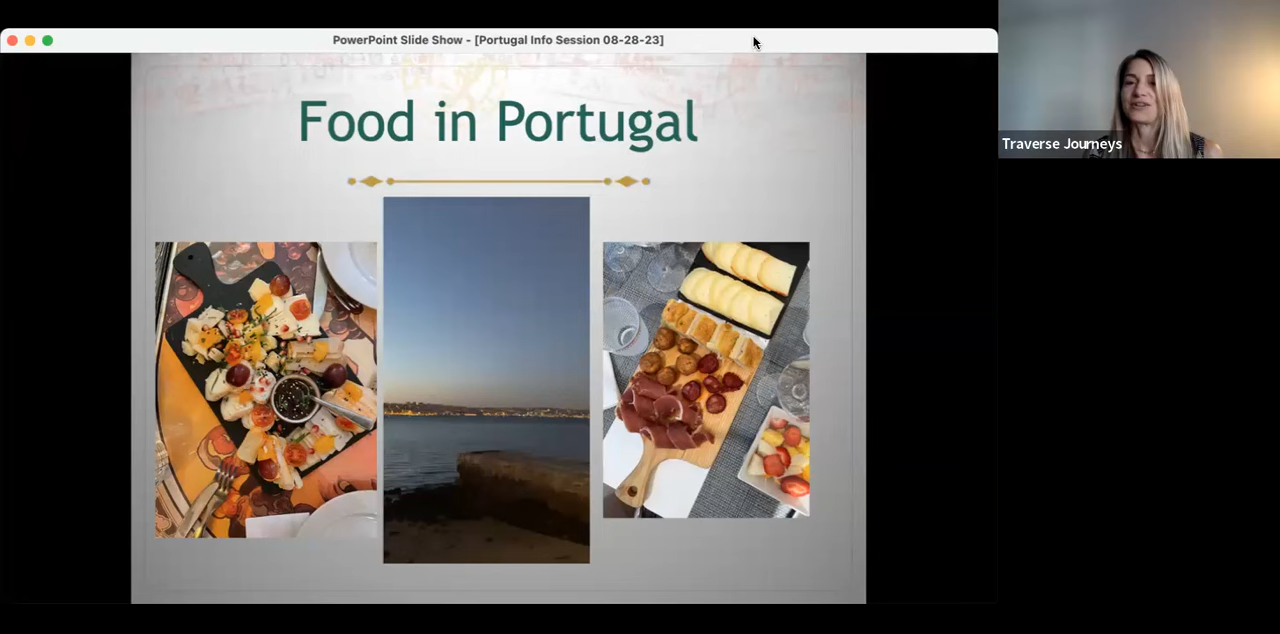 PowerPoint Slide Show - [Portugal Info Session 08-28-23]
Food in Portugal
Traverse Journeys